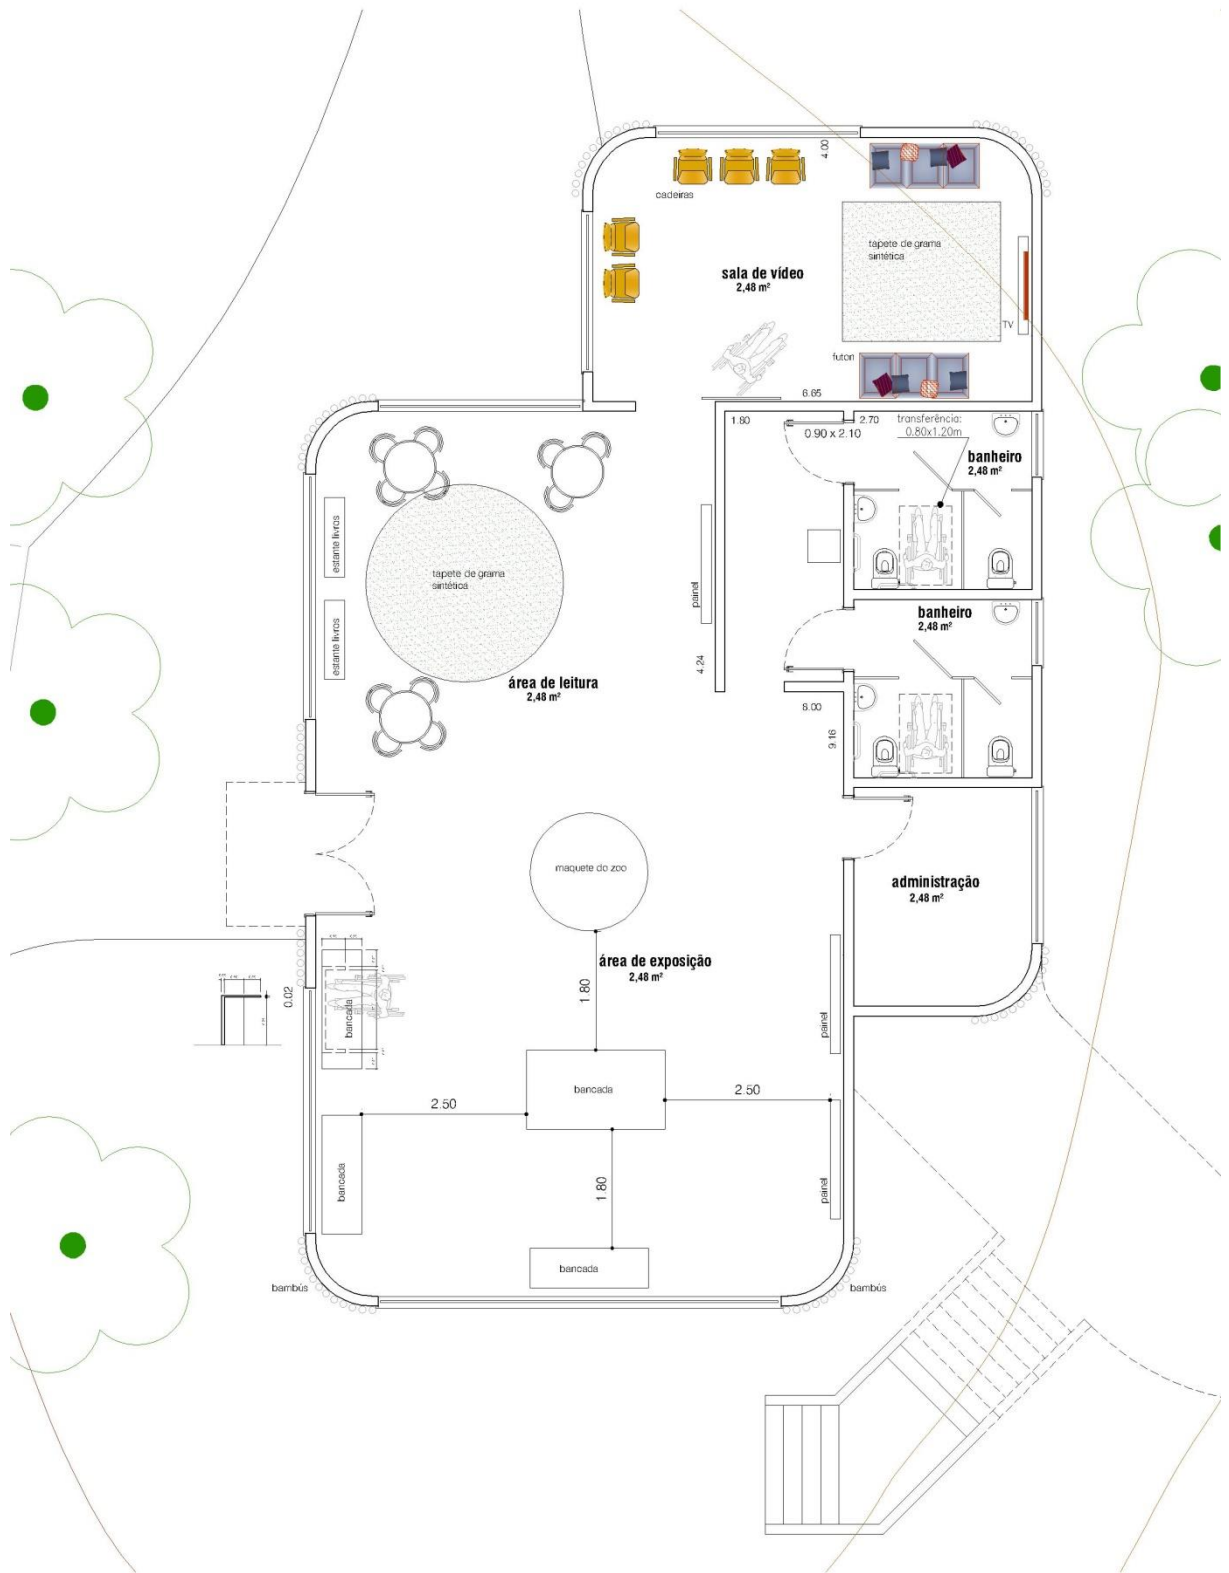 4.00
cadeiras
tapete de grama
sintética
sala de vídeo
2,48 m²
TV
futon
6.65
1.80
2.70
transferência:
0.80x1.20m
0.90 x 2.10
banheiro
2,48 m²
estante livros
tapete de grama
sintética
painel
estante livros
banheiro
2,48 m²
4.24
área de leitura
2,48 m²
8.00
9.16
maquete do zoo
administração
2,48 m²
área de exposição
2,48 m²
1.80
0.02
bancada
painel
bancada
2.50
2.50
bancada
painel
1.80
bancada
bambús
bambús